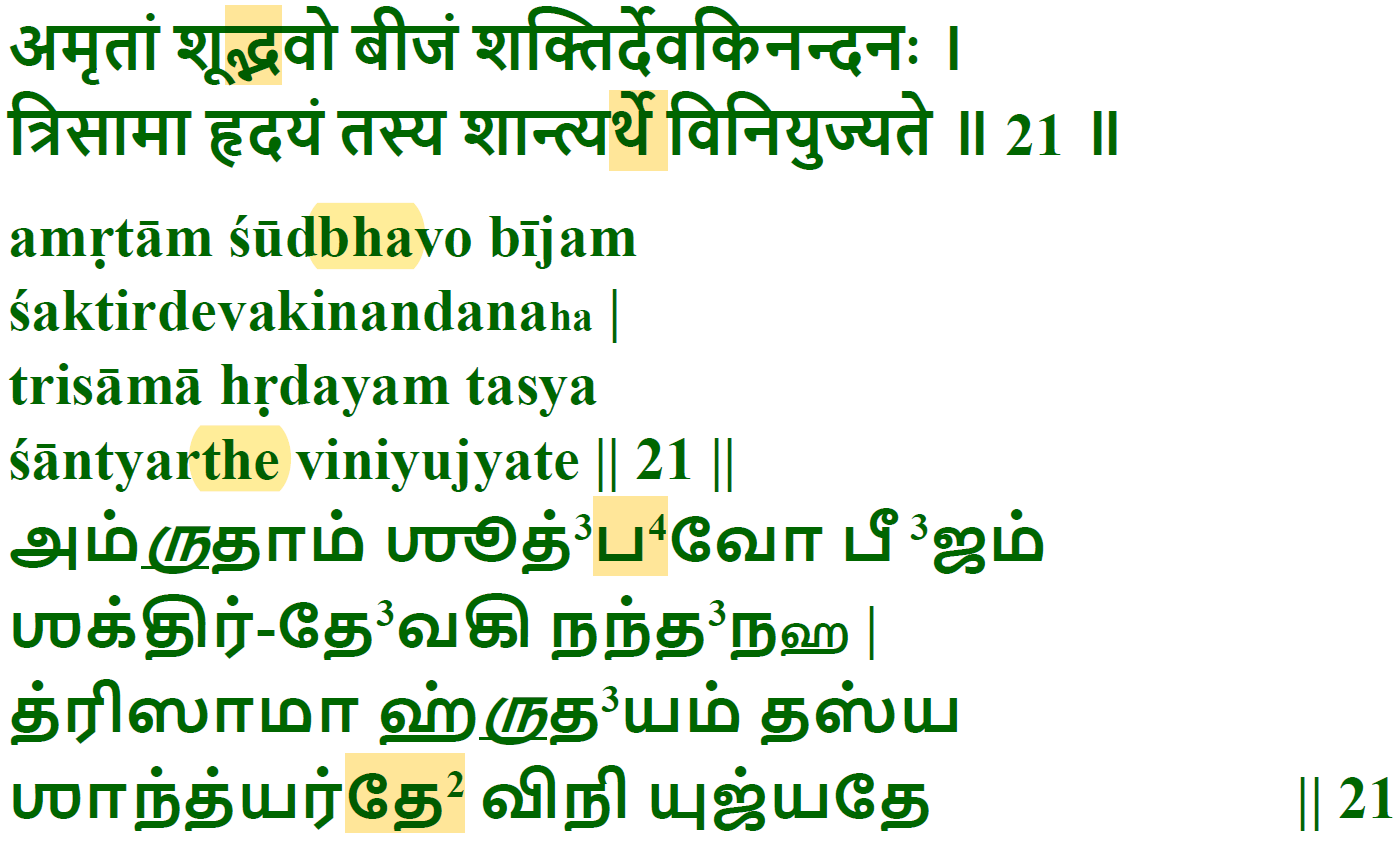 अमृतां शूद्भवो बीजं शक्तिर्देवकिनन्दनः ।
त्रिसामा हृदयं तस्य शान्त्यर्थे विनियुज्यते ॥ 21 ॥
amṛtām śūdbhavo bījam
śaktirdevakinandanaha |
trisāmā hṛdayam tasya
śāntyarthe viniyujyate || 21 ||
அம்ருதாம் ஶூத்³ப⁴வோ பீ ³ஜம்
ஶக்திர்-தே³வகி நந்த³நஹ |
த்ரிஸாமா ஹ்ருத³யம் தஸ்ய
ஶாந்த்யர்தே² விநி யுஜ்யதே || 21